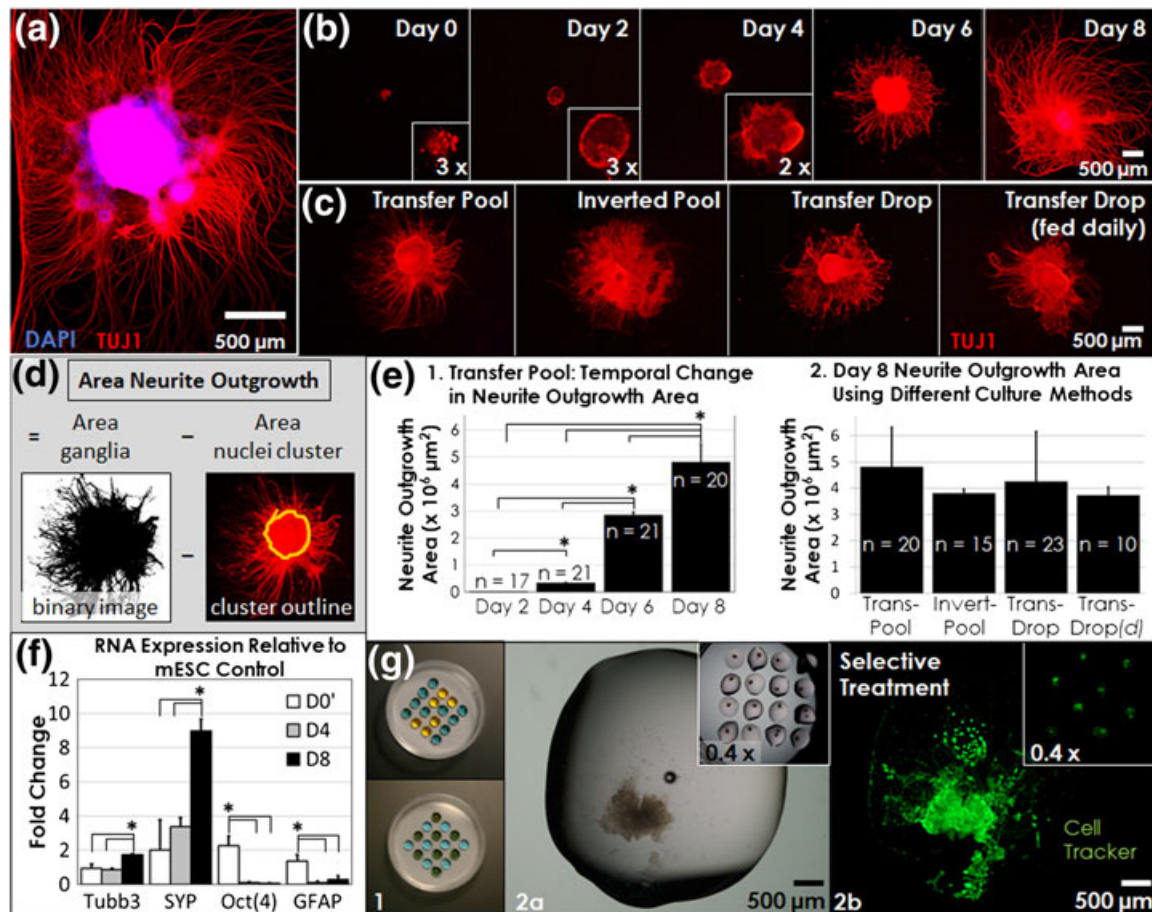 (a)
DAPI TUJ1
500 µm
(b)
Day 0
3 x
Day 2
3 x
Day 4
2 x
Day 6
Day 8
500 µm
(c)
Transfer Pool
Inverted Pool
Transfer Drop
Transfer Drop
(fed daily)
TUJ1
500 µm
(d)
Area Neurite Outgrowth
= Area
ganglia
binary image
−
−
Area
nuclei cluster
cluster outline
(e)
1. Transfer Pool: Temporal Change
in Neurite Outgrowth Area
Neurite Outgrowth
Area (x 10⁶ µm²)
6
5
4
3
2
1
0
*
*
*
n = 17
n = 21
n = 21
n = 20
Day 2 Day 4 Day 6 Day 8
2. Day 8 Neurite Outgrowth Area
Using Different Culture Methods
Neurite Outgrowth
Area (x 10⁶ µm²)
6
5
4
3
2
1
0
n = 20 n = 15 n = 23 n = 10
Trans- Invert- Trans- Trans-
Pool Pool Drop Drop(d)
(f)
RNA Expression Relative to
mESC Control
Fold Change
12
10
8
6
4
2
0
*
*
*
*
D0'
D4
D8
Tubb3 SYP Oct(4) GFAP
(g)
1
0.4 x
2a
500 µm
Selective
Treatment
0.4 x
Cell
Tracker
2b
500 µm